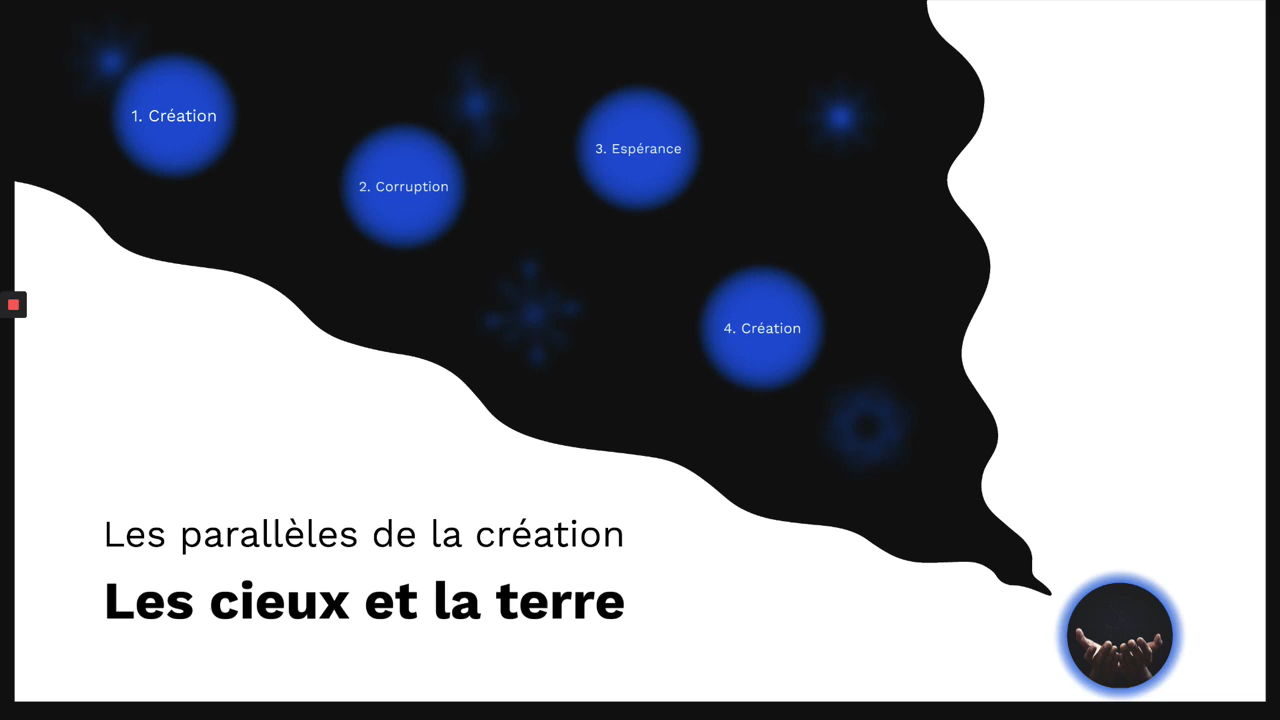 1. Création
2. Corruption
3. Espérance
4. Création
Les parallèles de la création
Les cieux et la terre